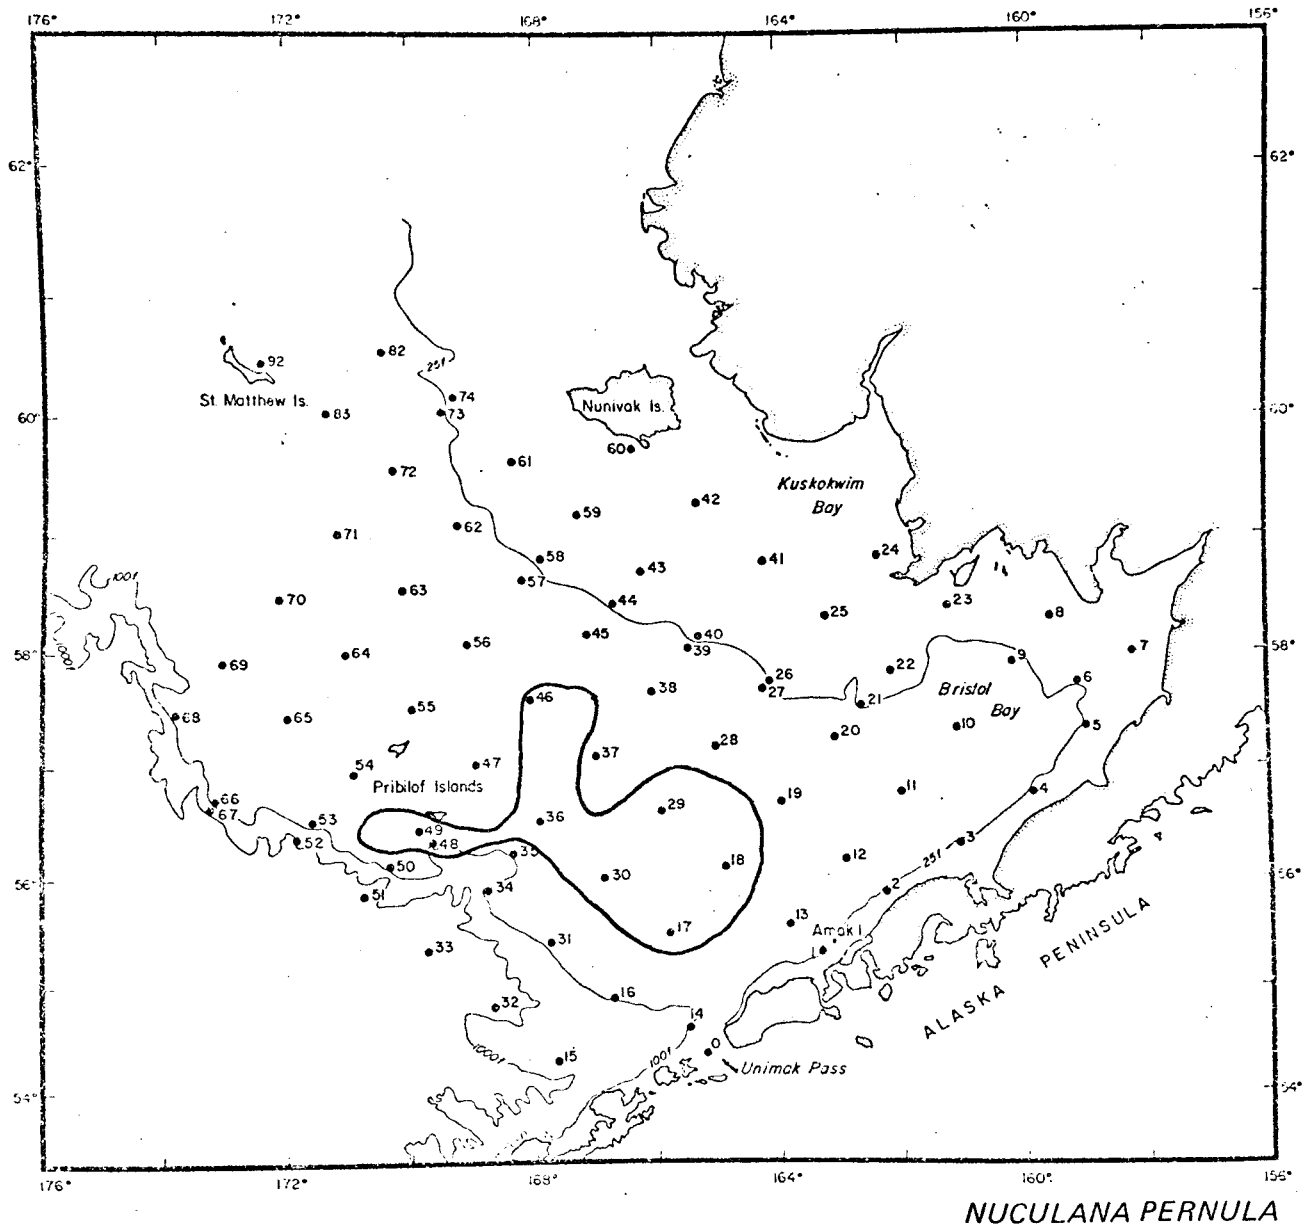 176° 172° 168° 164° 160° 156°
62° 62°
92 82
25f
St. Matthew Is. 74
83 73 Nunivak Is.
60° 60°
60
72 61
Kuskokwim
Bay
42
59
71 62
58 41 24
100f 57 43
1000f
70 63 44 25 23 8
45 40
58° 69 64 56 39 9 7 58°
26 22 6
46 38 27 Bristol
Bay
68 65 55 21 5
37 28 20 10
54 47
Pribilof Islands
66 67 36 29 19 11 4
53 49
52 48 35 12 3
25f
50 18
56° 51 34 30 2 56°
13
17 Amak I.
33 31 1
ALASKA PENINSULA
32 16
14
1000f 15 100f 0
Unimak Pass
54° 54°
176° 172° 168° 164° 160° 156°
NUCULANA PERNULA